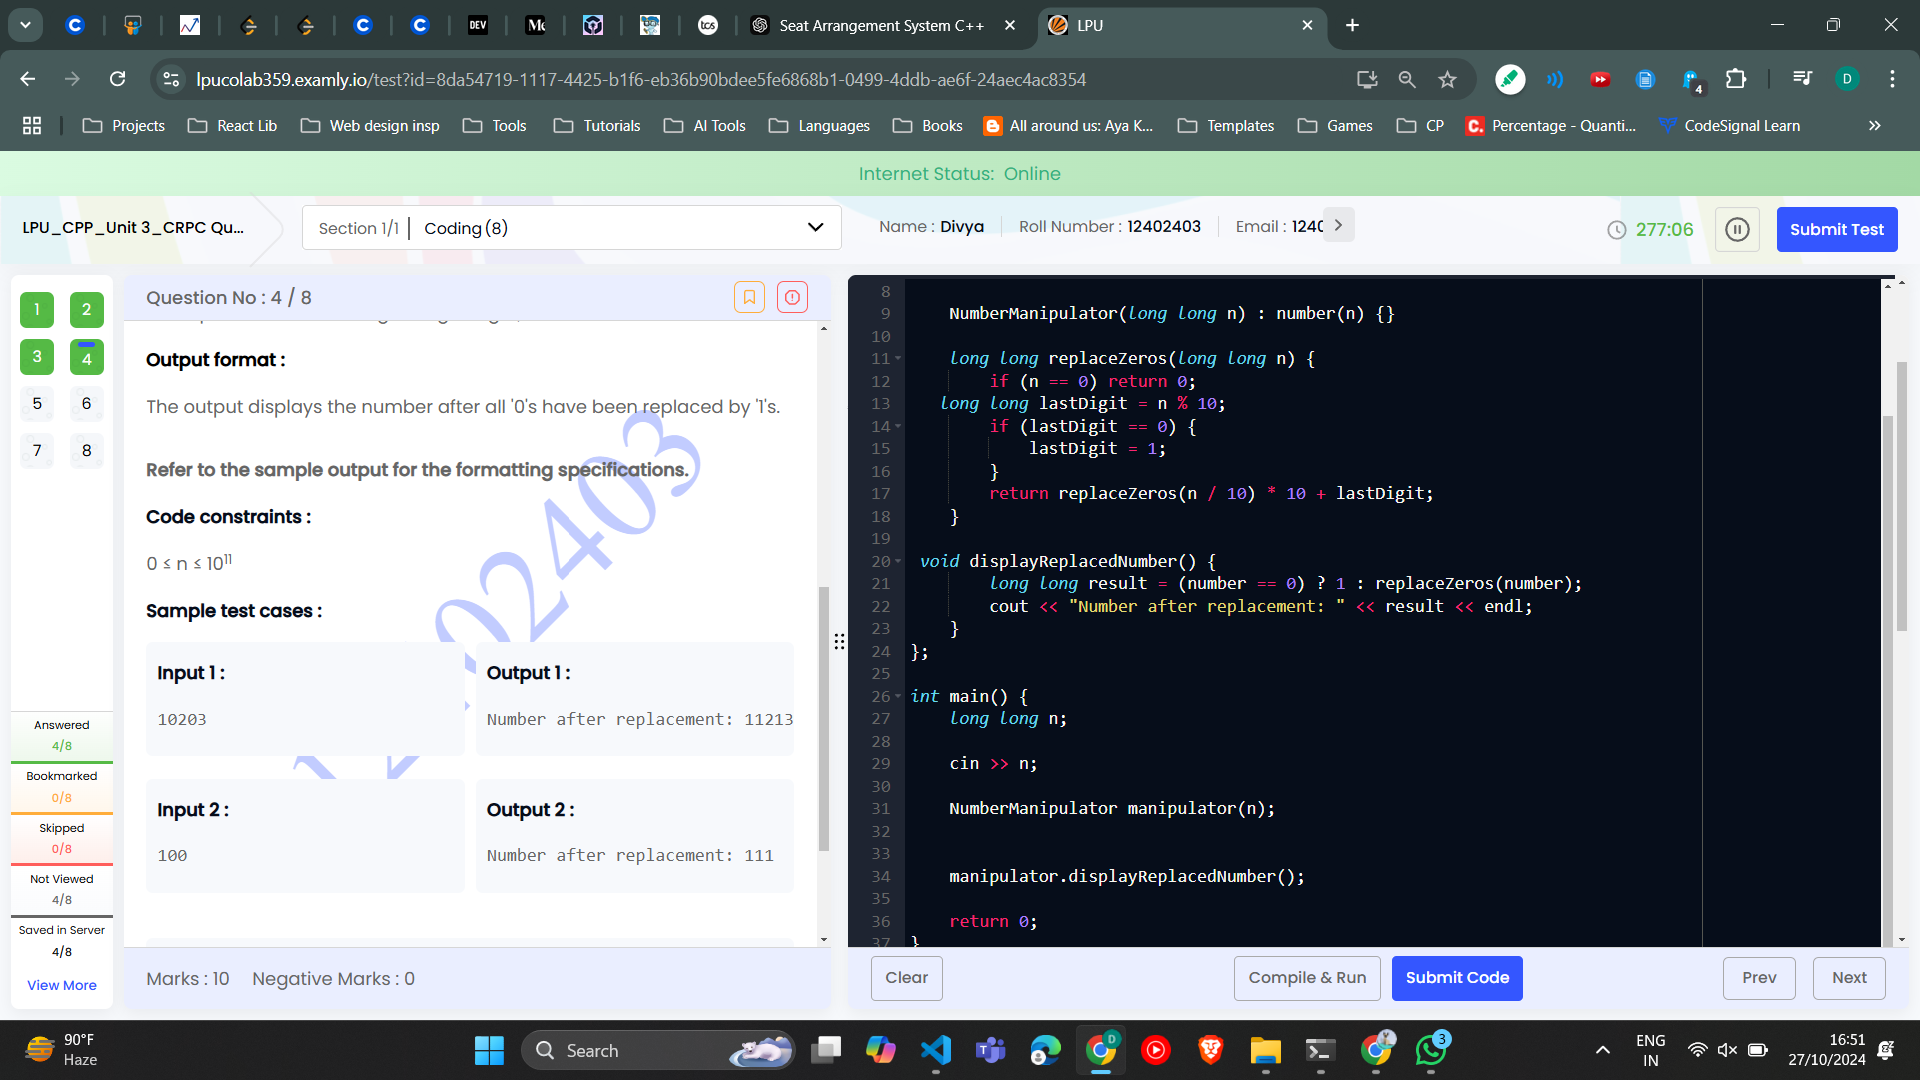 DEV
tcs
Seat Arrangement System C++
LPU
lpucolab359.examly.io/test?id=8da54719-1117-4425-b1f6-eb36b90bdee5fe6868b1-0499-4ddb-ae6f-24aec4ac8354
4
D
Projects
React Lib
Web design insp
Tools
Tutorials
AI Tools
Languages
Books
All around us: Aya K...
Templates
Games
CP
Percentage - Quanti...
CodeSignal Learn
Internet Status: Online
LPU_CPP_Unit 3_CRPC Qu...
Section 1/1 | Coding (8)
Name : Divya
Roll Number : 12402403
Email : 1240
277:06
Submit Test
1 2
3 4
5 6
7 8
Answered
4/8
Bookmarked
0/8
Skipped
0/8
Not Viewed
4/8
Saved in Server
4/8
View More
Question No : 4 / 8
Output format :
The output displays the number after all '0's have been replaced by '1's.
Refer to the sample output for the formatting specifications.
Code constraints :
0 ≤ n ≤ 10¹¹
Sample test cases :
Input 1 :
10203
Output 1 :
Number after replacement: 11213
Input 2 :
100
Output 2 :
Number after replacement: 111
Marks : 10 Negative Marks : 0
8
9 NumberManipulator(long long n) : number(n) {}
10
11 long long replaceZeros(long long n) {
12 if (n == 0) return 0;
13 long long lastDigit = n % 10;
14 if (lastDigit == 0) {
15 lastDigit = 1;
16 }
17 return replaceZeros(n / 10) * 10 + lastDigit;
18 }
19
20 void displayReplacedNumber() {
21 long long result = (number == 0) ? 1 : replaceZeros(number);
22 cout << "Number after replacement: " << result << endl;
23 }
24 };
25
26 int main() {
27 long long n;
28
29 cin >> n;
30
31 NumberManipulator manipulator(n);
32
33
34 manipulator.displayReplacedNumber();
35
36 return 0;
37 }
Clear
Compile & Run
Submit Code
Prev
Next
90°F
Haze
Search
D
3
ENG
IN
16:51
27/10/2024